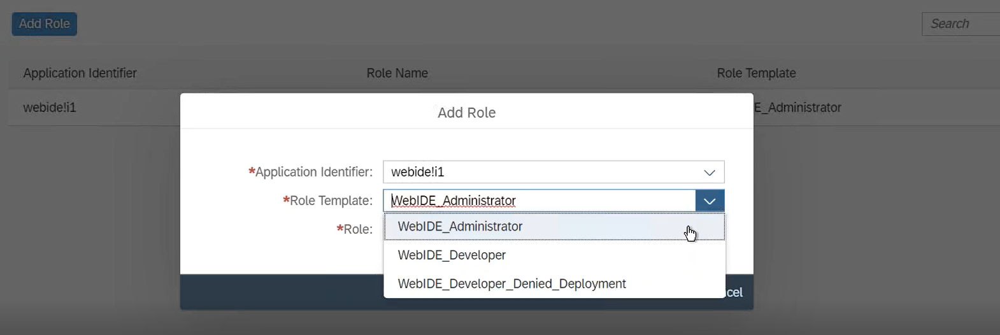 Add Role
Search
Application Identifier Role Name Role Template
webide!i1 E_Administrator
Add Role
*Application Identifier: webide!i1
*Role Template: WebIDE_Administrator
*Role: WebIDE_Administrator
WebIDE_Developer
WebIDE_Developer_Denied_Deployment
cel